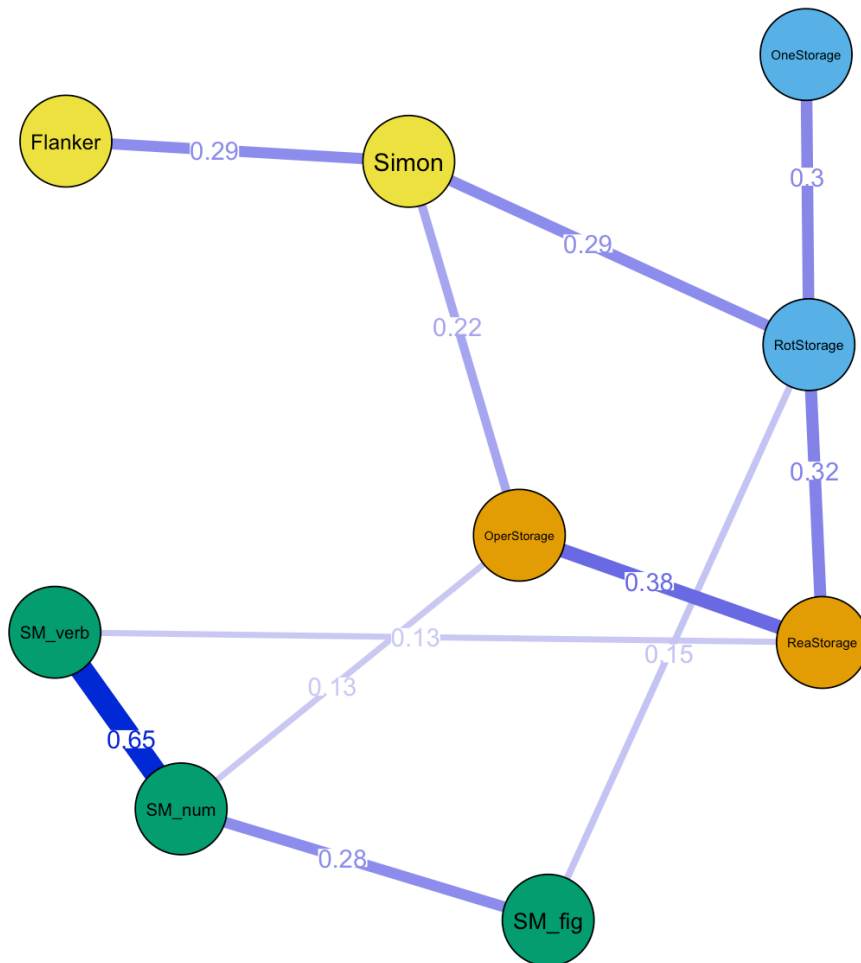 OneStorage
Flanker
0.29
Simon
0.3
0.29
0.22
RotStorage
0.32
OperStorage
0.38
SM_verb
0.13
ReaStorage
0.15
0.13
0.65
SM_num
0.28
SM_fig